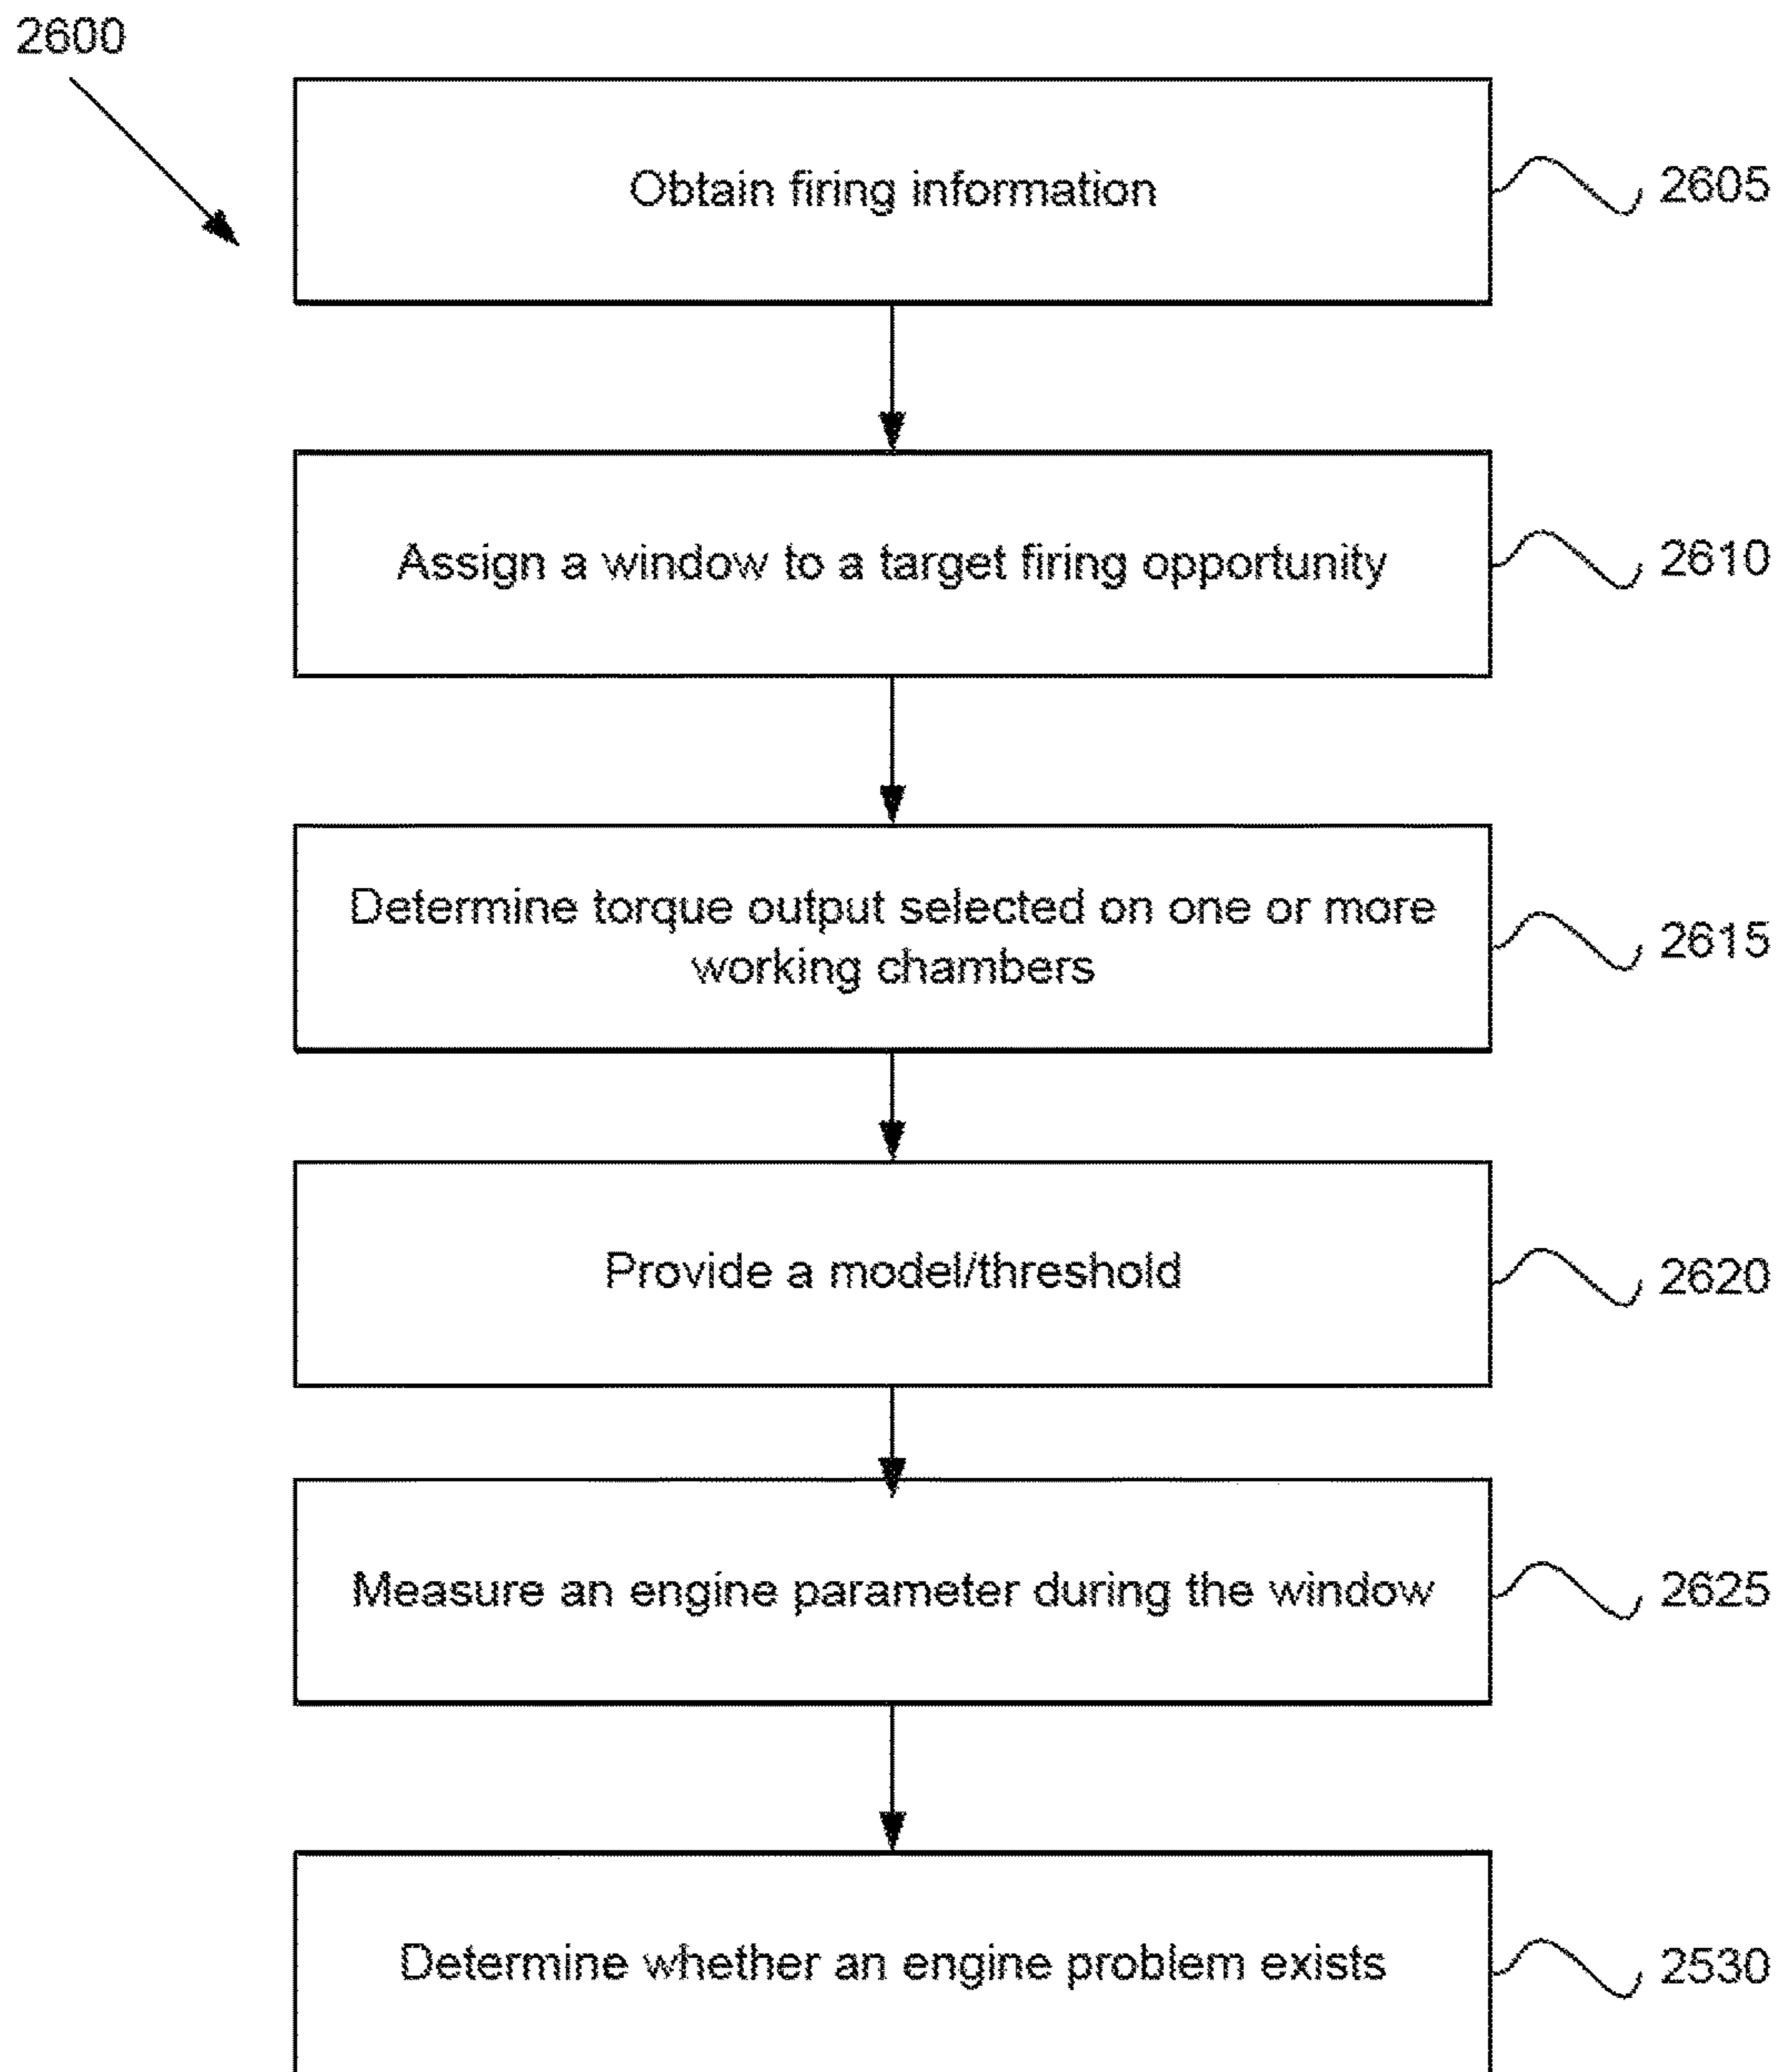 2600
Obtain firing information
2605
Assign a window to a target firing opportunity
2610
Determine torque output selected on one or more
working chambers
2615
Provide a model/threshold
2620
Measure an engine parameter during the window
2625
Determine whether an engine problem exists
2530